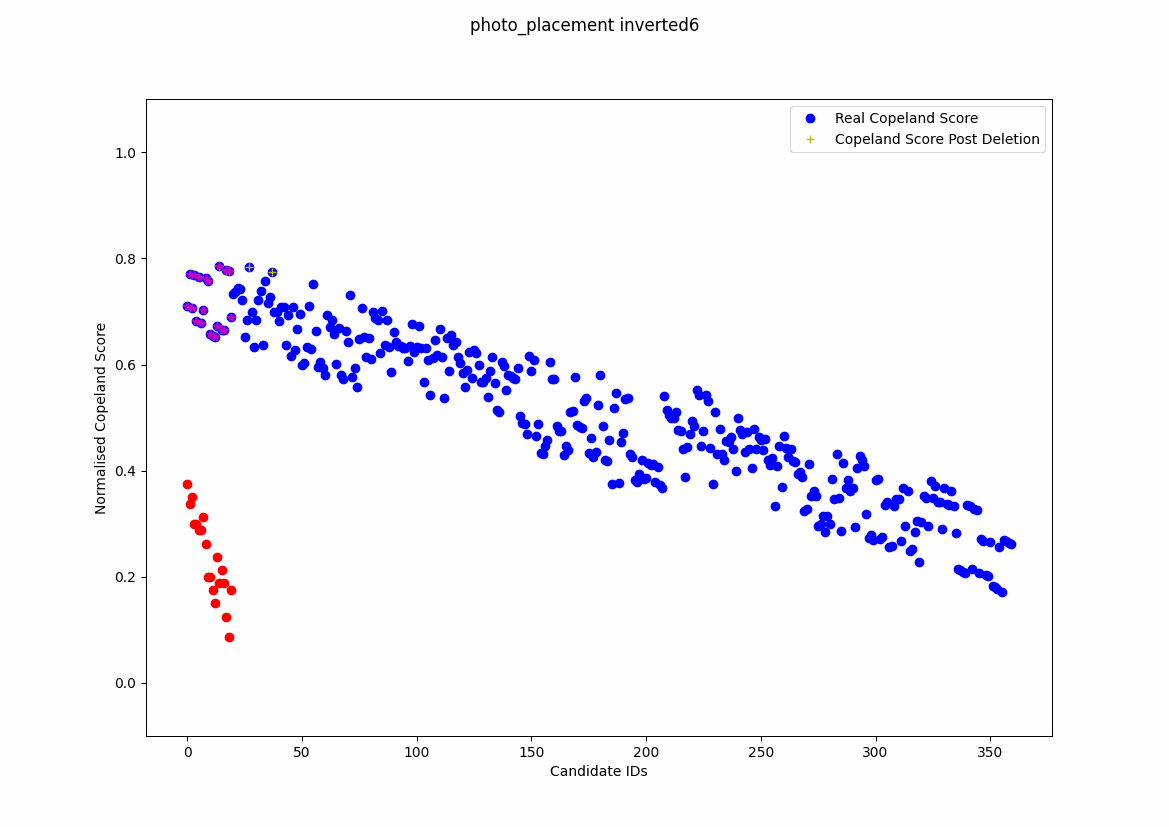 photo_placement inverted6
Real Copeland Score
Copeland Score Post Deletion
Normalised Copeland Score
1.0
0.8
0.6
0.4
0.2
0.0
0 50 100 150 200 250 300 350
Candidate IDs